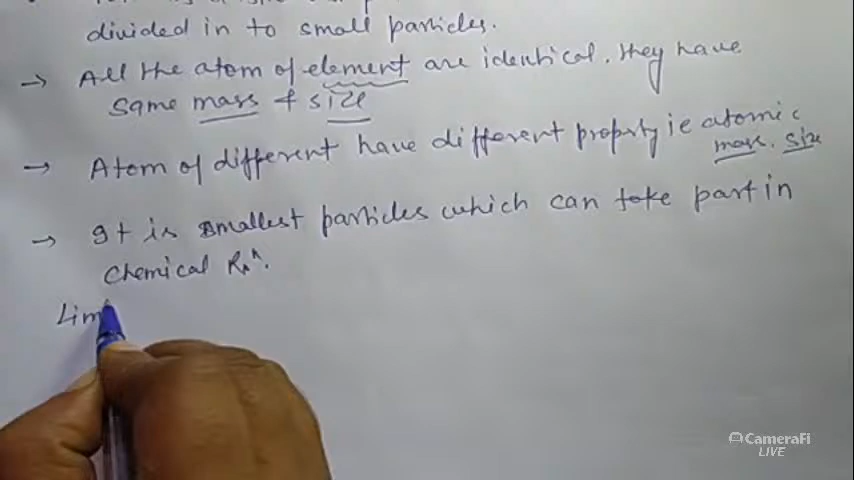 divided in to small particles.
→ All the atom of element are identical. they have
same mass & size
→ Atom of different have different property ie atomic
mass. size
→ It is smallest particles which can take part in
chemical Rxn.
Lim
CameraFi
LIVE